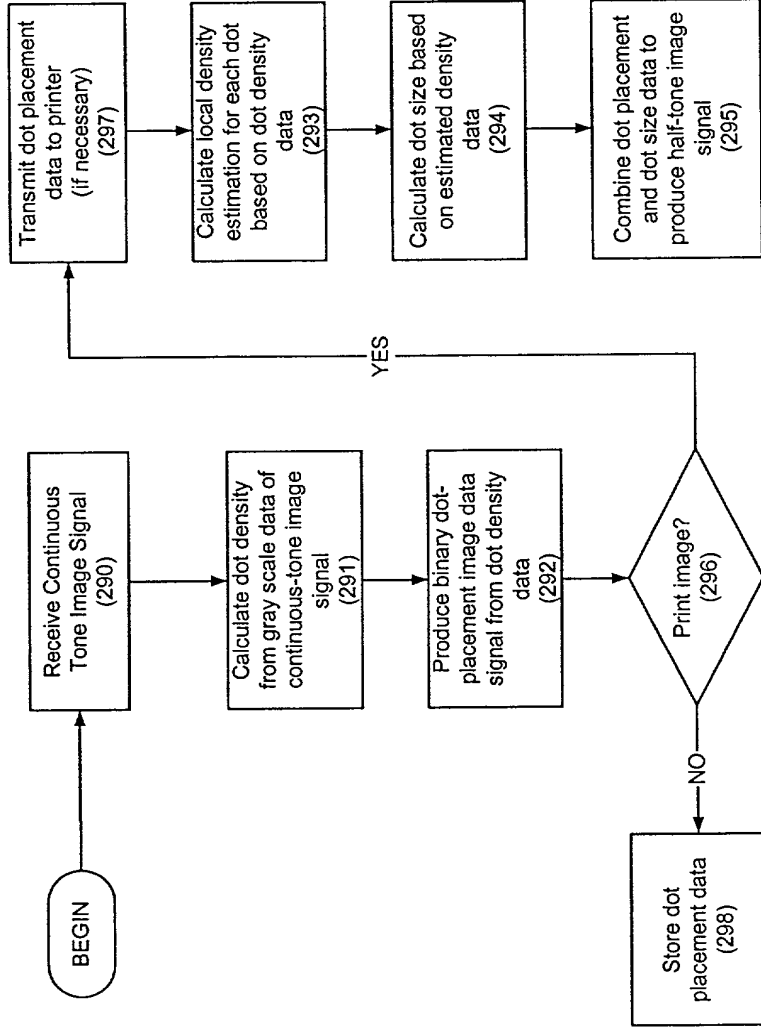 BEGIN
Receive Continuous
Tone Image Signal
(290)
Calculate dot density
from gray scale data of
continuous-tone image
signal
(291)
Produce binary dot-
placement image data
signal from dot density
data
(292)
Print image?
(296)
NO
Store dot
placement data
(298)
YES
Transmit dot placement
data to printer
(if necessary)
(297)
Calculate local density
estimation for each dot
based on dot density
data
(293)
Calculate dot size based
on estimated density
data
(294)
Combine dot placement
and dot size data to
produce half-tone image
signal
(295)